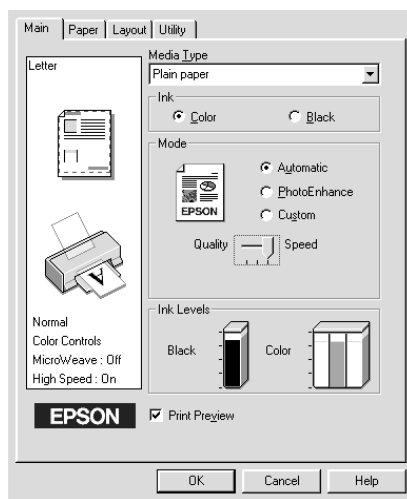 Main Paper Layout Utility
Letter
Media Type
Plain paper
Ink
Color Black
Mode
EPSON
Automatic
PhotoEnhance
Custom
Quality Speed
A
Normal
Color Controls
MicroWeave : Off
High Speed : On
Ink Levels
Black Color
EPSON
Print Preview
OK Cancel Help